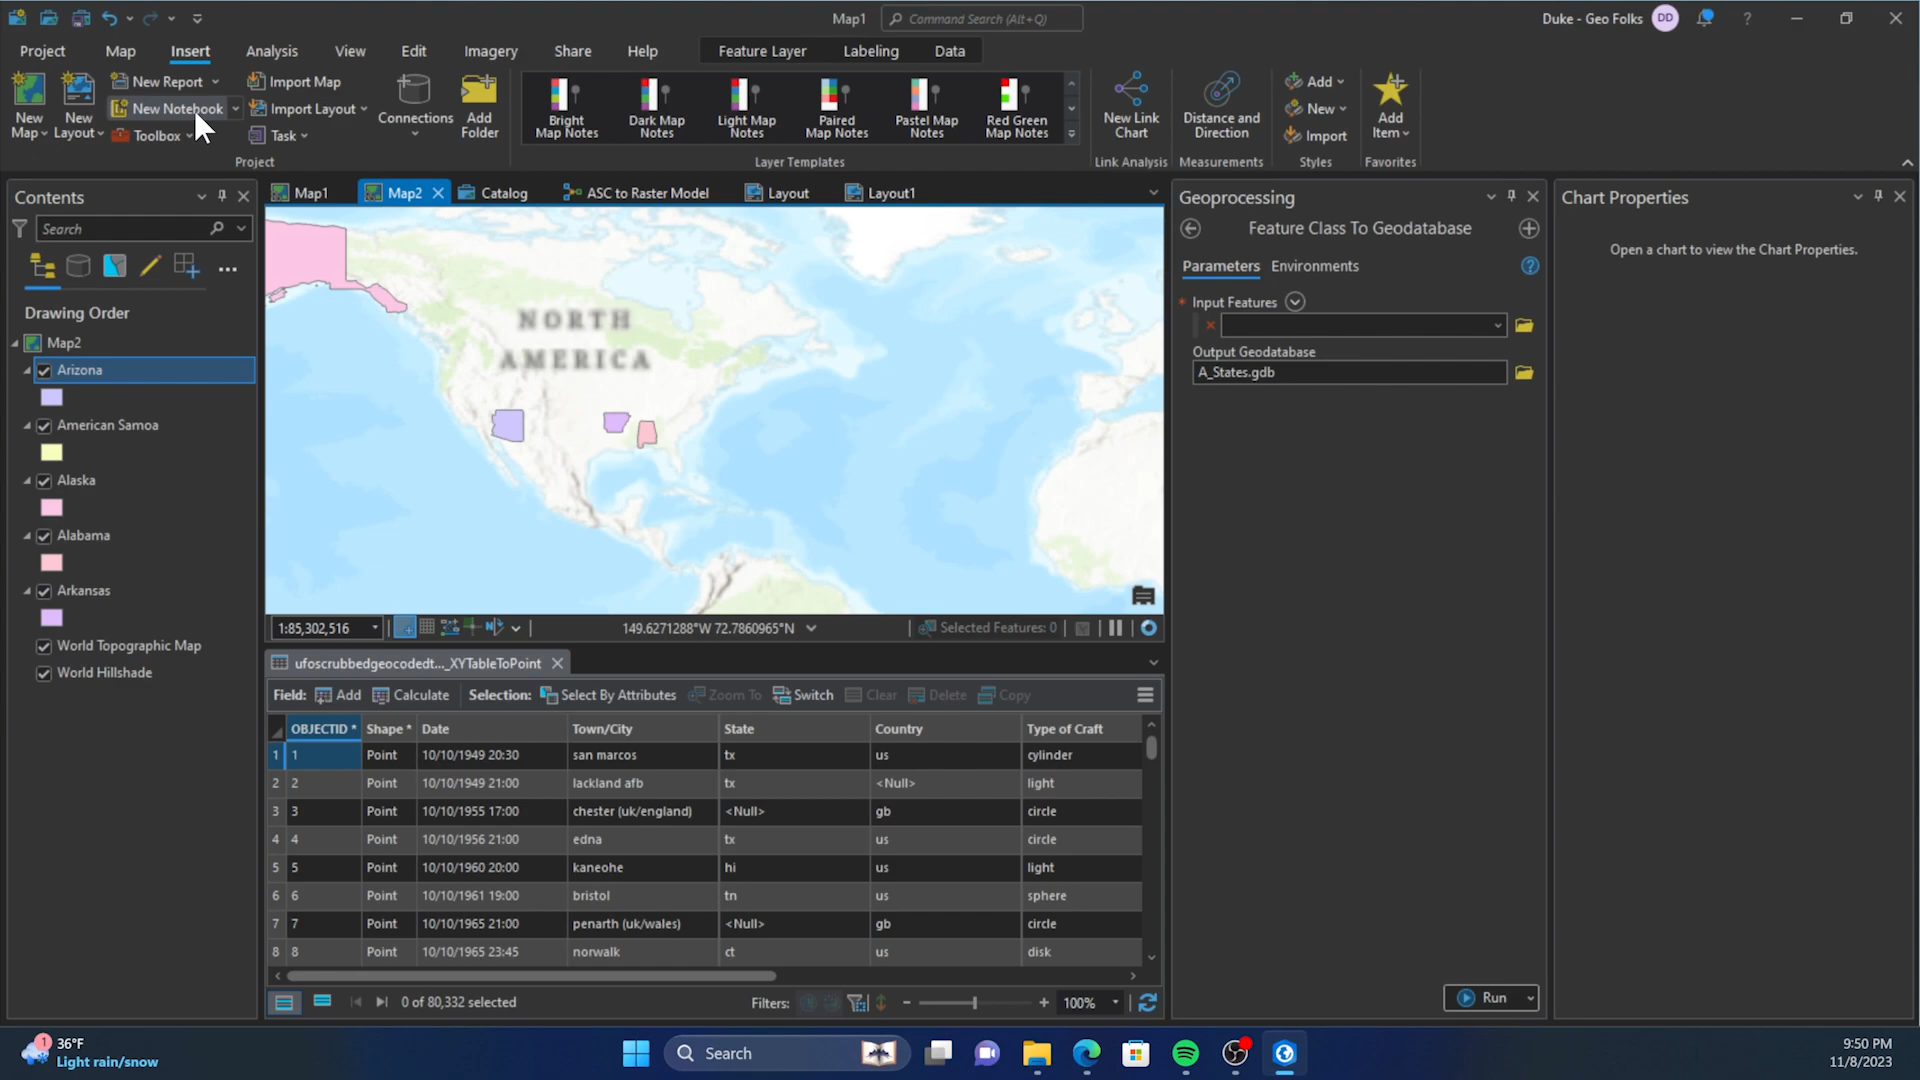 Map1
Command Search (Alt+Q)
Duke - Geo Folks
DD
?
Project
Map
Insert
Analysis
View
Edit
Imagery
Share
Help
Feature Layer
Labeling
Data
New Map
New Layout
New Report
New Notebook
Toolbox
Import Map
Import Layout
Task
Connections
Add Folder
Project
Bright Map Notes
Dark Map Notes
Light Map Notes
Paired Map Notes
Pastel Map Notes
Red Green Map Notes
Layer Templates
New Link Chart
Link Analysis
Distance and Direction
Measurements
Add
New
Import
Styles
Add Item
Favorites
Contents
Search
Drawing Order
Map2
Arizona
American Samoa
Alaska
Alabama
Arkansas
World Topographic Map
World Hillshade
Map1
Map2
Catalog
ASC to Raster Model
Layout
Layout1
NORTH
AMERICA
1:85,302,516
149.6271288°W 72.7860965°N
Selected Features: 0
ufoscrubbedgeocodedt..._XYTableToPoint
Field: Add Calculate Selection: Select By Attributes Zoom To Switch Clear Delete Copy
OBJECTID * Shape * Date Town/City State Country Type of Craft
1 1 Point 10/10/1949 20:30 san marcos tx us cylinder
2 2 Point 10/10/1949 21:00 lackland afb tx <Null> light
3 3 Point 10/10/1955 17:00 chester (uk/england) <Null> gb circle
4 4 Point 10/10/1956 21:00 edna tx us circle
5 5 Point 10/10/1960 20:00 kaneohe hi us light
6 6 Point 10/10/1961 19:00 bristol tn us sphere
7 7 Point 10/10/1965 21:00 penarth (uk/wales) <Null> gb circle
8 8 Point 10/10/1965 23:45 norwalk ct us disk
0 of 80,332 selected
Filters:
100%
Geoprocessing
Feature Class To Geodatabase
Parameters
Environments
?
* Input Features
Output Geodatabase
A_States.gdb
Run
Chart Properties
Open a chart to view the Chart Properties.
1
36°F
Light rain/snow
Search
9:50 PM
11/8/2023